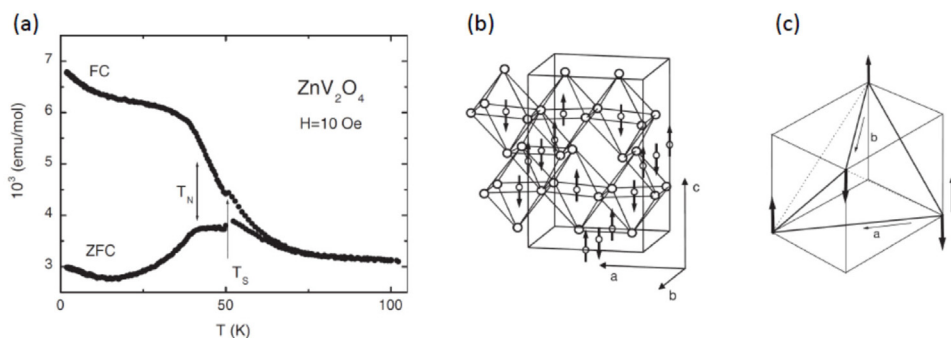 (a)
(b)
(c)
7
6
5
4
3
10³ (emu/mol)
FC
ZnV₂O₄
H=10 Oe
T_N
ZFC
T_S
0
50
100
T (K)
c
a
b
b
a